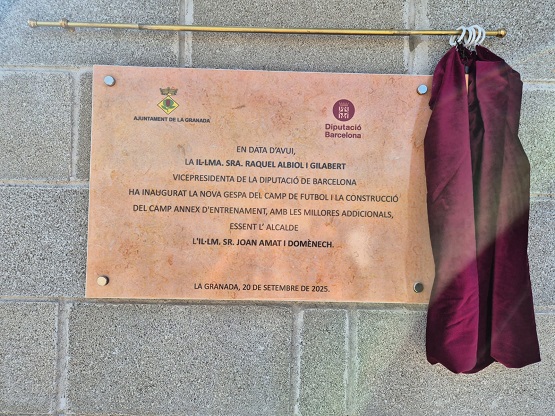 AJUNTAMENT DE LA GRANADA
Diputació
Barcelona
EN DATA D'AVUI,
LA IL·LMA. SRA. RAQUEL ALBIOL I GILABERT
VICEPRESIDENTA DE LA DIPUTACIÓ DE BARCELONA
HA INAUGURAT LA NOVA GESPA DEL CAMP DE FUTBOL I LA CONSTRUCCIÓ
DEL CAMP ANNEX D'ENTRENAMENT, AMB LES MILLORES ADDICIONALS,
ESSENT L' ALCALDE
L'IL·LM. SR. JOAN AMAT I DOMÈNECH.
LA GRANADA, 20 DE SETEMBRE DE 2025.